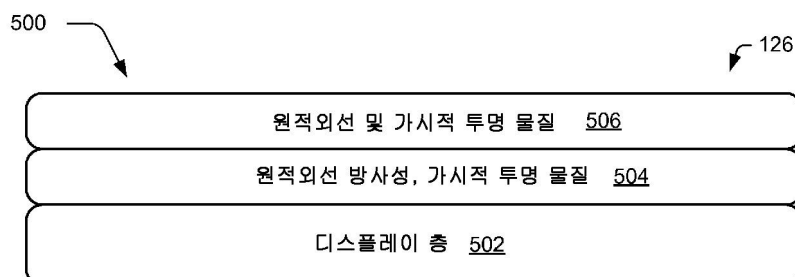 500
126
원적외선 및 가시적 투명 물질 506
원적외선 방사성, 가시적 투명 물질 504
디스플레이 층 502